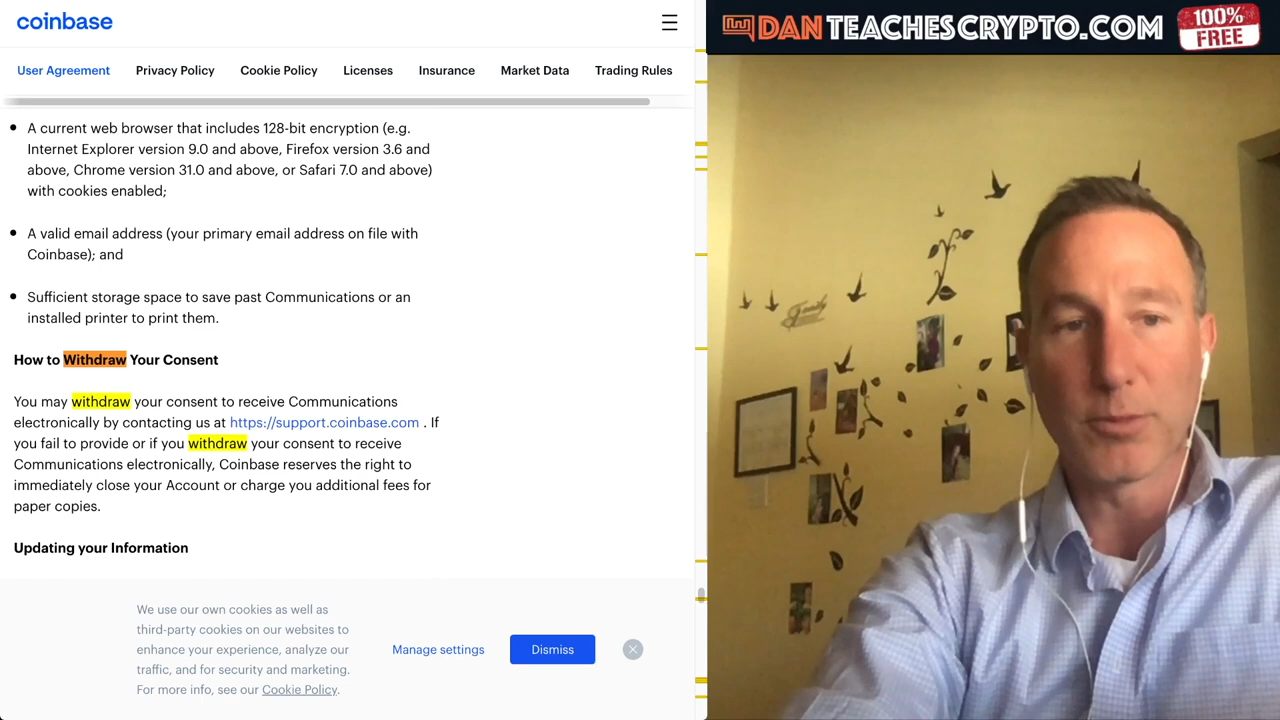 coinbase
User Agreement Privacy Policy Cookie Policy Licenses Insurance Market Data Trading Rules
A current web browser that includes 128-bit encryption (e.g.
Internet Explorer version 9.0 and above, Firefox version 3.6 and
above, Chrome version 31.0 and above, or Safari 7.0 and above)
with cookies enabled;
A valid email address (your primary email address on file with
Coinbase); and
Sufficient storage space to save past Communications or an
installed printer to print them.
How to Withdraw Your Consent
You may withdraw your consent to receive Communications
electronically by contacting us at https://support.coinbase.com . If
you fail to provide or if you withdraw your consent to receive
Communications electronically, Coinbase reserves the right to
immediately close your Account or charge you additional fees for
paper copies.
Updating your Information
We use our own cookies as well as
third-party cookies on our websites to
enhance your experience, analyze our
traffic, and for security and marketing.
For more info, see our Cookie Policy.
Manage settings
Dismiss
DANTEACHESCRYPTO.COM
100%
FREE
Family